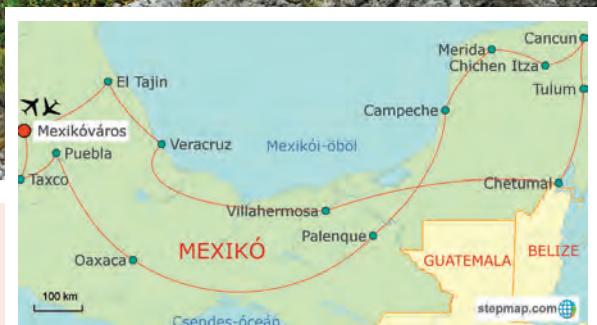 Cancun
Merida
Chichen Itza
El Tajin
Tulum
Campeche
Mexikóváros
Veracruz
Mexikói-öböl
Puebla
Taxco
Chetumal
Villahermosa
Palenque
MEXIKÓ
Oaxaca
GUATEMALA
BELIZE
100 km
stepmap.com
Csendes-óceán